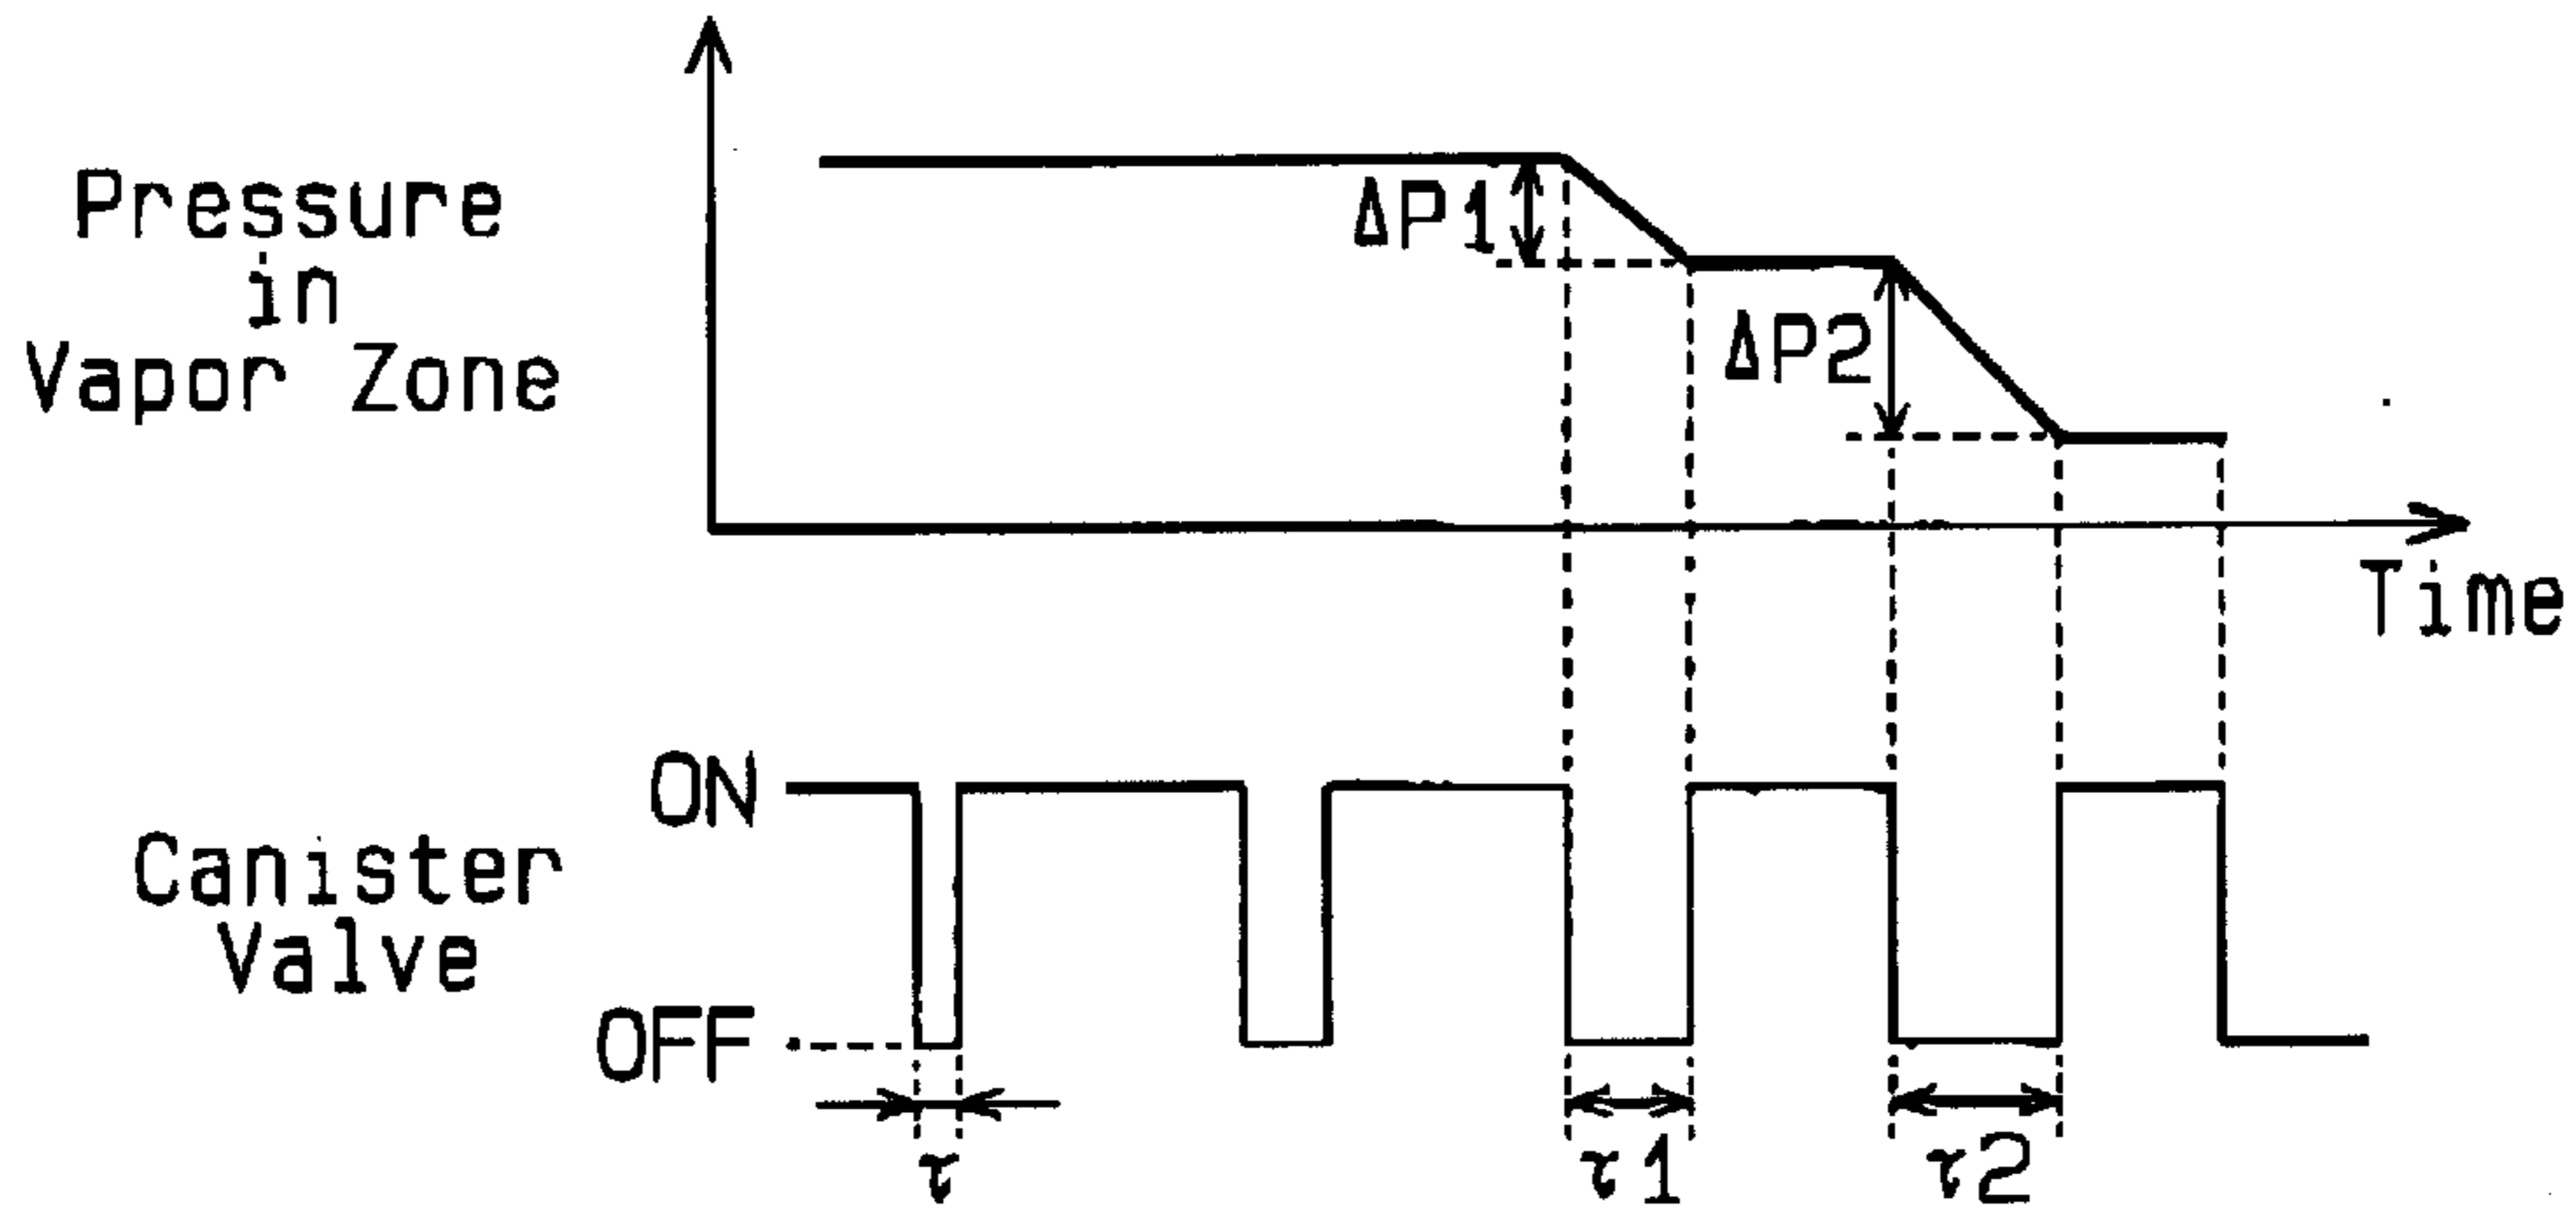 Pressure
in
Vapor Zone
ΔP1
ΔP2
Time
ON
Canister
Valve
OFF
τ
τ1
τ2